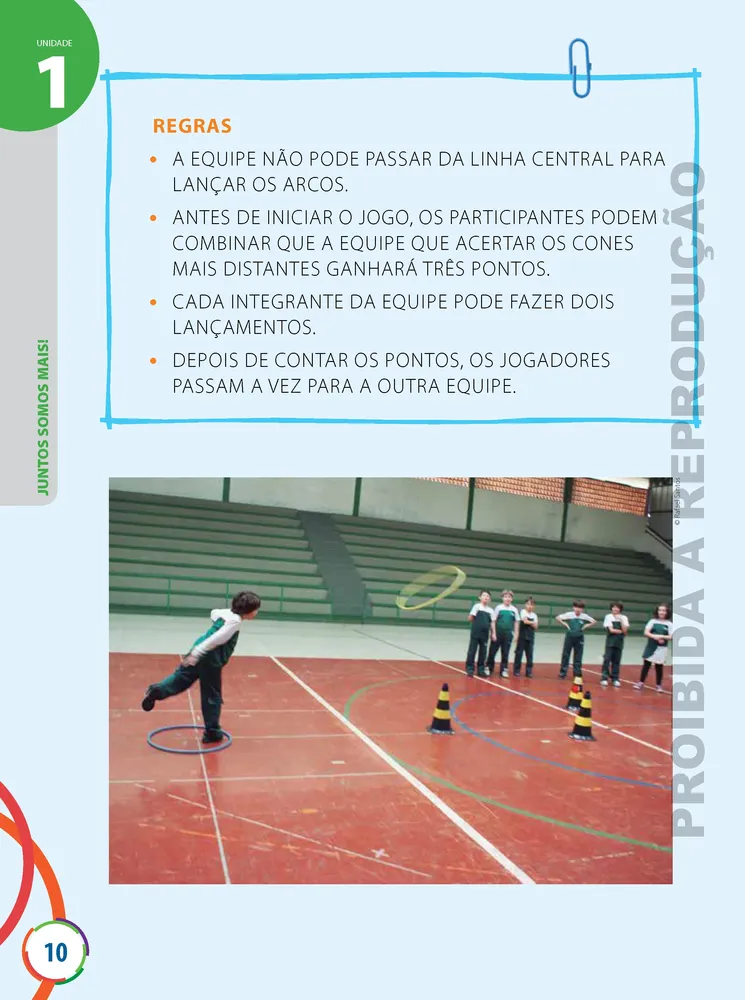 UNIDADE
1
REGRAS
• A EQUIPE NÃO PODE PASSAR DA LINHA CENTRAL PARA
LANÇAR OS ARCOS.
• ANTES DE INICIAR O JOGO, OS PARTICIPANTES PODEM
COMBINAR QUE A EQUIPE QUE ACERTAR OS CONES
MAIS DISTANTES GANHARÁ TRÊS PONTOS.
• CADA INTEGRANTE DA EQUIPE PODE FAZER DOIS
LANÇAMENTOS.
• DEPOIS DE CONTAR OS PONTOS, OS JOGADORES
PASSAM A VEZ PARA A OUTRA EQUIPE.
JUNTOS SOMOS MAIS!
© Rafael Santos
PROIBIDA A REPRODUÇÃO
10